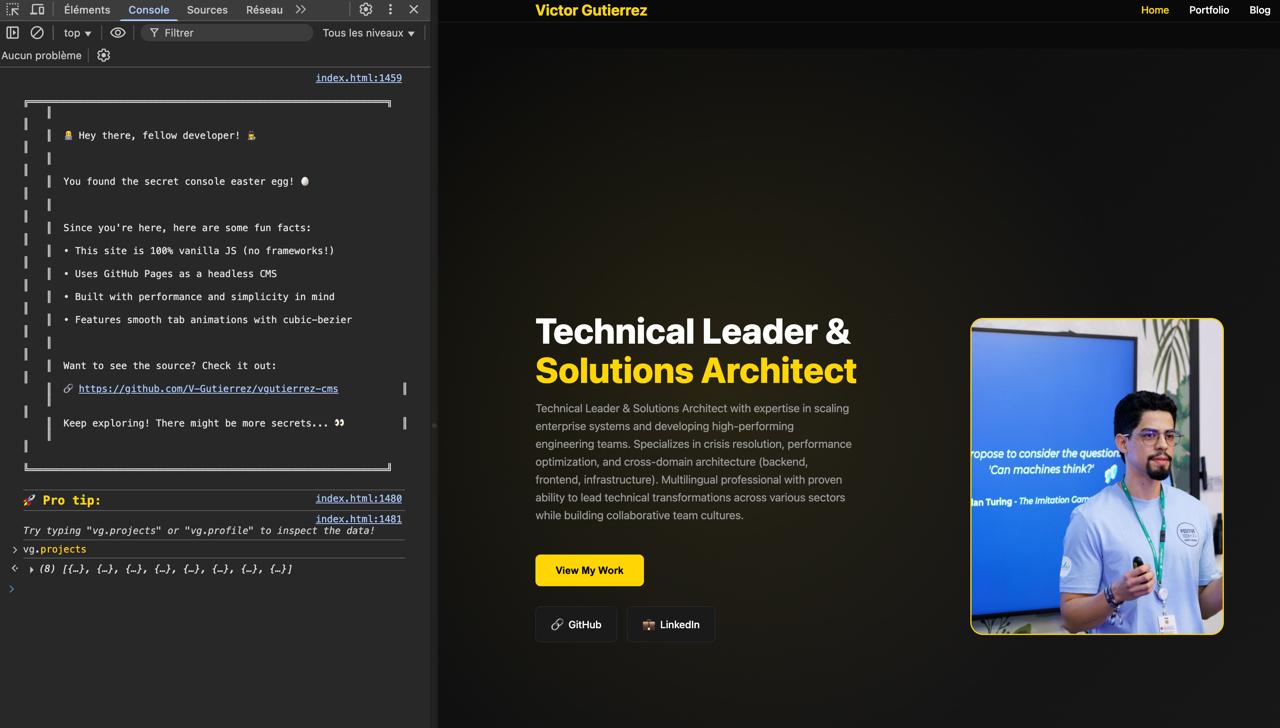 Éléments Console Sources Réseau
top Filtrer Tous les niveaux
Aucun problème
index.html:1459
Hey there, fellow developer!
You found the secret console easter egg! 🥚
Since you're here, here are some fun facts:
• This site is 100% vanilla JS (no frameworks!)
• Uses GitHub Pages as a headless CMS
• Built with performance and simplicity in mind
• Features smooth tab animations with cubic-bezier
Want to see the source? Check it out:
🔗 https://github.com/V-Gutierrez/vgutierrez-cms
Keep exploring! There might be more secrets... 👀
🚀 Pro tip: index.html:1480
index.html:1481
Try typing "vg.projects" or "vg.profile" to inspect the data!
vg.projects
(8) [{…}, {…}, {…}, {…}, {…}, {…}, {…}, {…}]
Victor Gutierrez
Home Portfolio Blog
Technical Leader &
Solutions Architect
Technical Leader & Solutions Architect with expertise in scaling
enterprise systems and developing high-performing
engineering teams. Specializes in crisis resolution, performance
optimization, and cross-domain architecture (backend,
frontend, infrastructure). Multilingual professional with proven
ability to lead technical transformations across various sectors
while building collaborative team cultures.
View My Work
🔗 GitHub 💼 LinkedIn
ropose to consider the question
'Can machines think?'
lan Turing - The Imitation Game